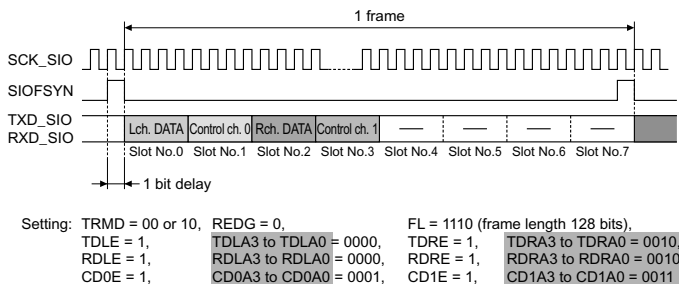 1 frame
SCK_SIO
SIOFSYN
TXD_SIO
RXD_SIO
Lch. DATA Control ch. 0 Rch. DATA Control ch. 1
Slot No.0 Slot No.1 Slot No.2 Slot No.3 Slot No.4 Slot No.5 Slot No.6 Slot No.7
1 bit delay
Setting: TRMD = 00 or 10, REDG = 0, FL = 1110 (frame length 128 bits),
TDLE = 1, TDLA3 to TDLA0 = 0000, TDRE = 1, TDRA3 to TDRA0 = 0010,
RDLE = 1, RDLA3 to RDLA0 = 0000, RDRE = 1, RDRA3 to RDRA0 = 0010
CD0E = 1, CD0A3 to CD0A0 = 0001, CD1E = 1, CD1A3 to CD1A0 = 0011